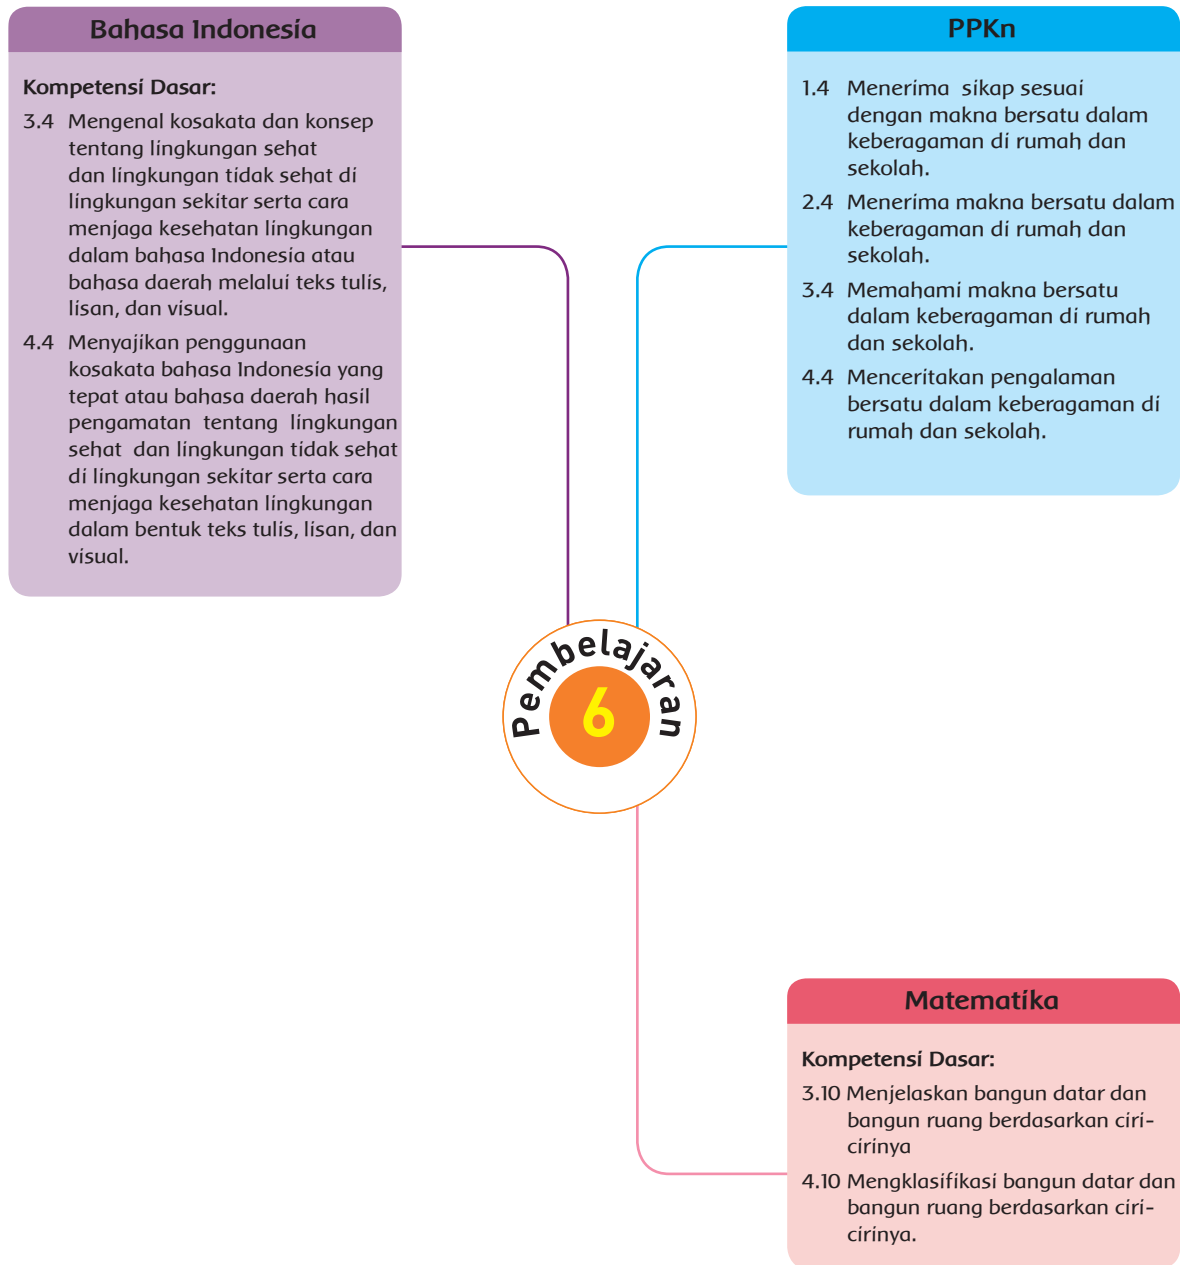 Bahasa Indonesia
Kompetensi Dasar:
3.4 Mengenal kosakata dan konsep
tentang lingkungan sehat
dan lingkungan tidak sehat di
lingkungan sekitar serta cara
menjaga kesehatan lingkungan
dalam bahasa Indonesia atau
bahasa daerah melalui teks tulis,
lisan, dan visual.
4.4 Menyajikan penggunaan
kosakata bahasa Indonesia yang
tepat atau bahasa daerah hasil
pengamatan tentang lingkungan
sehat dan lingkungan tidak sehat
di lingkungan sekitar serta cara
menjaga kesehatan lingkungan
dalam bentuk teks tulis, lisan, dan
visual.
PPKn
1.4 Menerima sikap sesuai
dengan makna bersatu dalam
keberagaman di rumah dan
sekolah.
2.4 Menerima makna bersatu dalam
keberagaman di rumah dan
sekolah.
3.4 Memahami makna bersatu
dalam keberagaman di rumah
dan sekolah.
4.4 Menceritakan pengalaman
bersatu dalam keberagaman di
rumah dan sekolah.
Pembelajaran
6
Matematika
Kompetensi Dasar:
3.10 Menjelaskan bangun datar dan
bangun ruang berdasarkan ciri-
cirinya
4.10 Mengklasifikasi bangun datar dan
bangun ruang berdasarkan ciri-
cirinya.